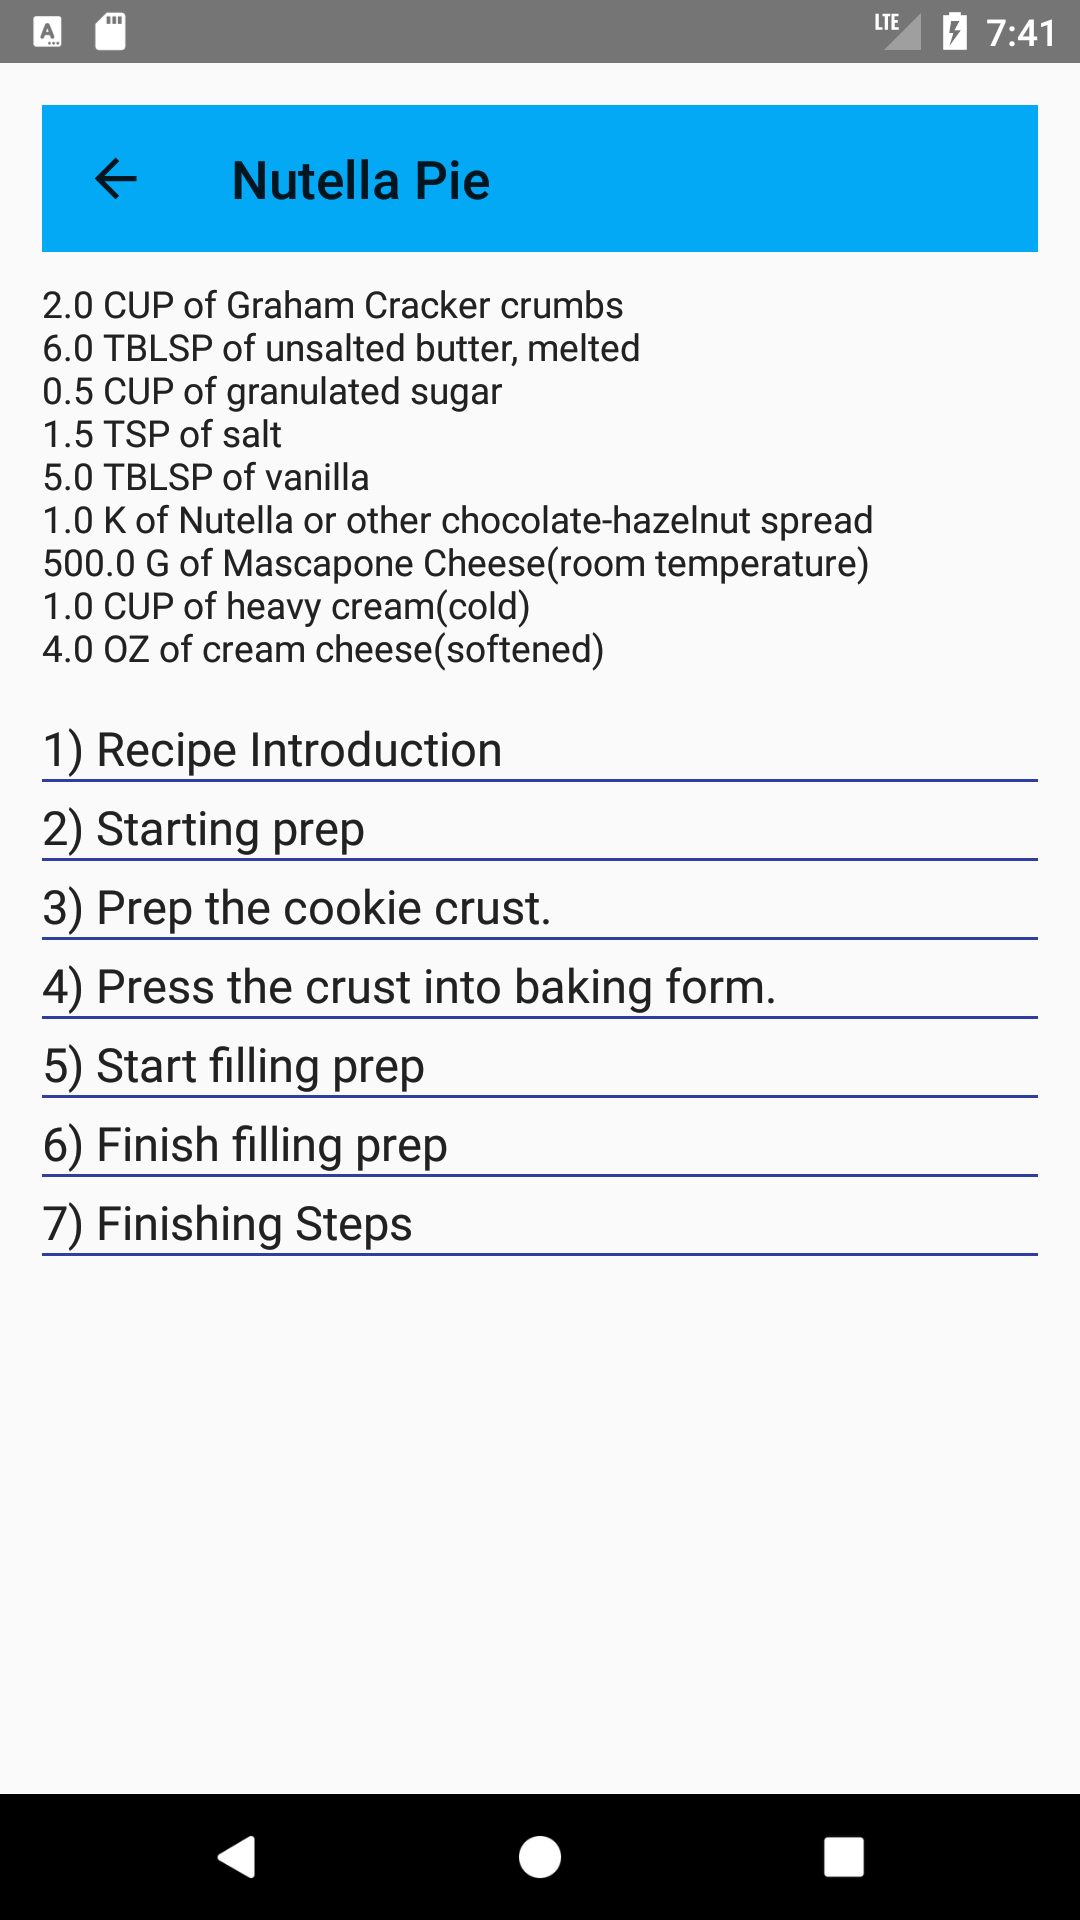 LTE 7:41
Nutella Pie
2.0 CUP of Graham Cracker crumbs
6.0 TBLSP of unsalted butter, melted
0.5 CUP of granulated sugar
1.5 TSP of salt
5.0 TBLSP of vanilla
1.0 K of Nutella or other chocolate-hazelnut spread
500.0 G of Mascapone Cheese(room temperature)
1.0 CUP of heavy cream(cold)
4.0 OZ of cream cheese(softened)
1) Recipe Introduction
2) Starting prep
3) Prep the cookie crust.
4) Press the crust into baking form.
5) Start filling prep
6) Finish filling prep
7) Finishing Steps